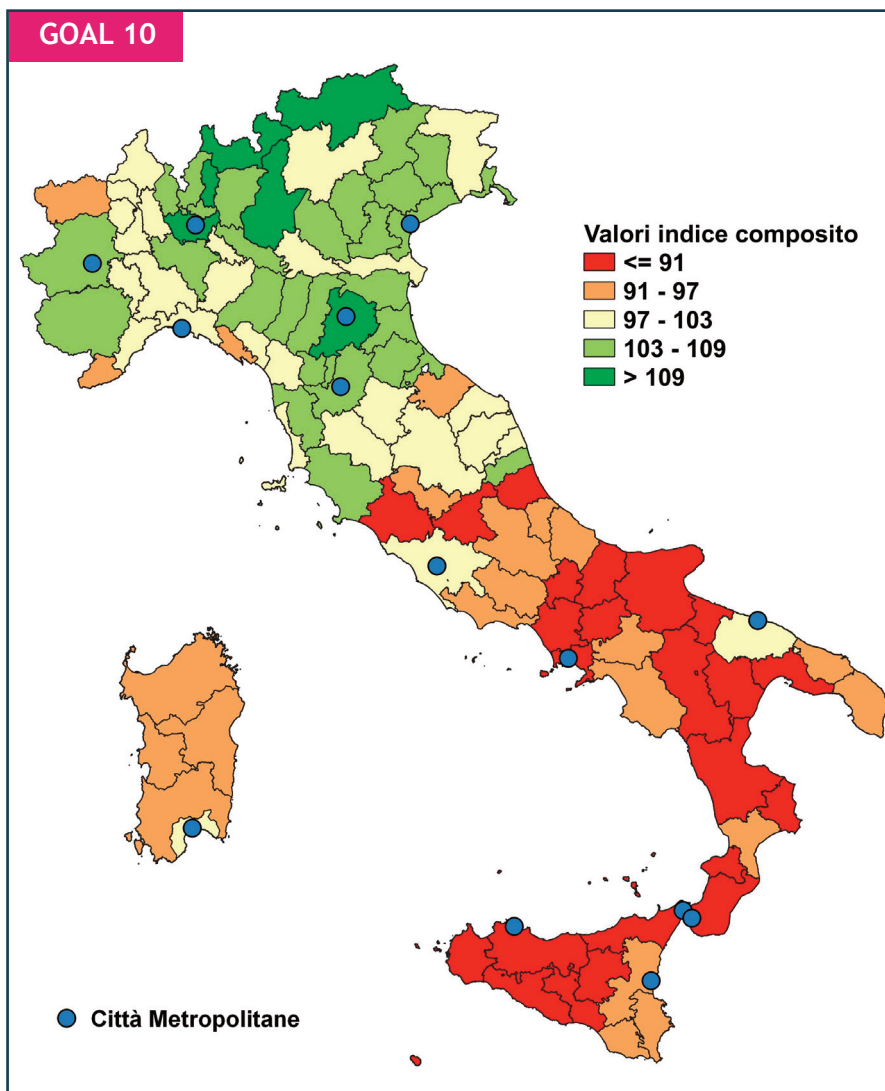 GOAL 10
Valori indice composito
<= 91
91 - 97
97 - 103
103 - 109
> 109
Città Metropolitane